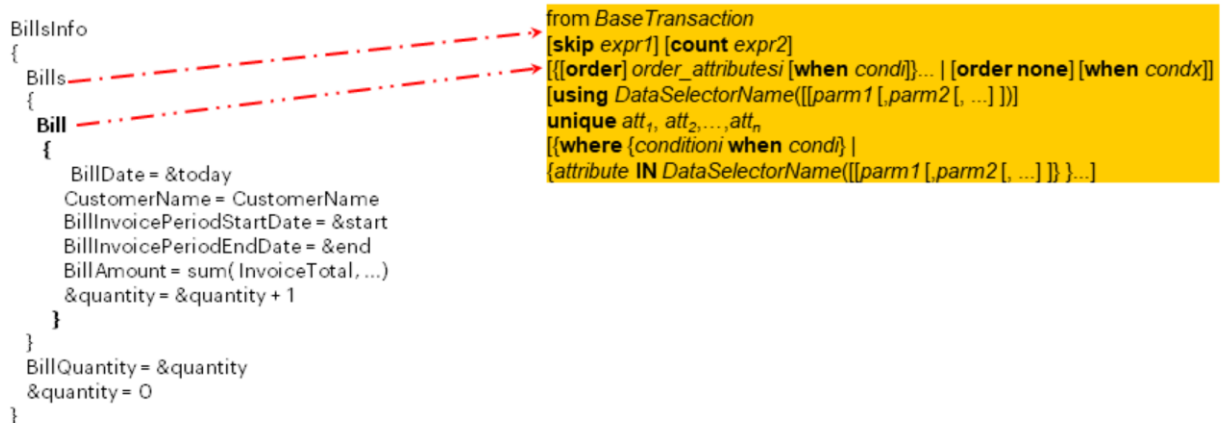 BillsInfo
{
Bills
{
Bill
{
BillDate = &today
CustomerName = CustomerName
BillInvoicePeriodStartDate = &start
BillInvoicePeriodEndDate = &end
BillAmount = sum( InvoiceTotal, ...)
&quantity = &quantity + 1
}
}
BillQuantity = &quantity
&quantity = 0
}
from BaseTransaction
[skip expr1] [count expr2]
[{[order] order_attributesi [when condi]}... | [order none] [when condx]]
[using DataSelectorName([[parm1 [,parm2 [, ...] ])]
unique att1, att2,...,attn
[{where {conditioni when condi} |
{attribute IN DataSelectorName([[parm1 [,parm2 [, ...] ]} }...]